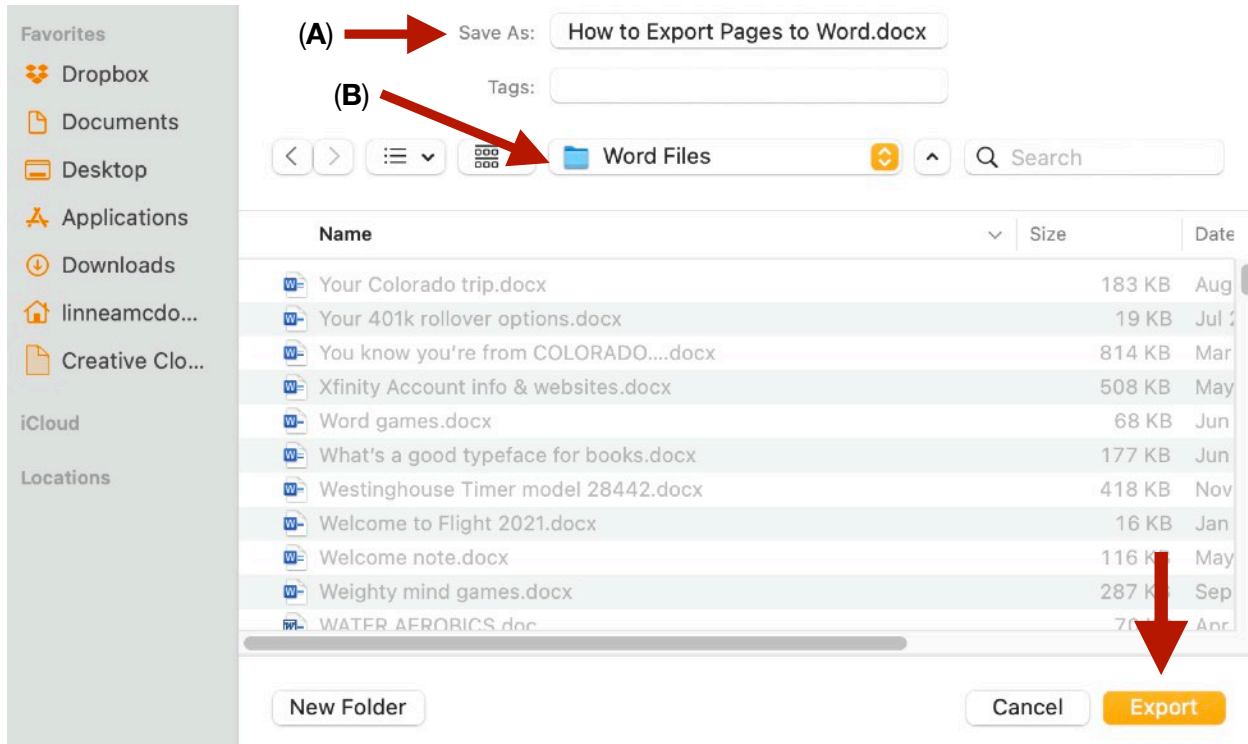 Favorites
Dropbox
Documents
Desktop
Applications
Downloads
linneamcdo...
Creative Clo...
iCloud
Locations
(A)
Save As: How to Export Pages to Word.docx
(B)
Tags:
Word Files
Search
Name Size Date
Your Colorado trip.docx 183 KB Aug
Your 401k rollover options.docx 19 KB Jul
You know you're from COLORADO....docx 814 KB Mar
Xfinity Account info & websites.docx 508 KB May
Word games.docx 68 KB Jun
What's a good typeface for books.docx 177 KB Jun
Westinghouse Timer model 28442.docx 418 KB Nov
Welcome to Flight 2021.docx 16 KB Jan
Welcome note.docx 116 KB May
Weighty mind games.docx 287 KB Sep
WATER AEROBICS.doc Apr
New Folder
Cancel
Export